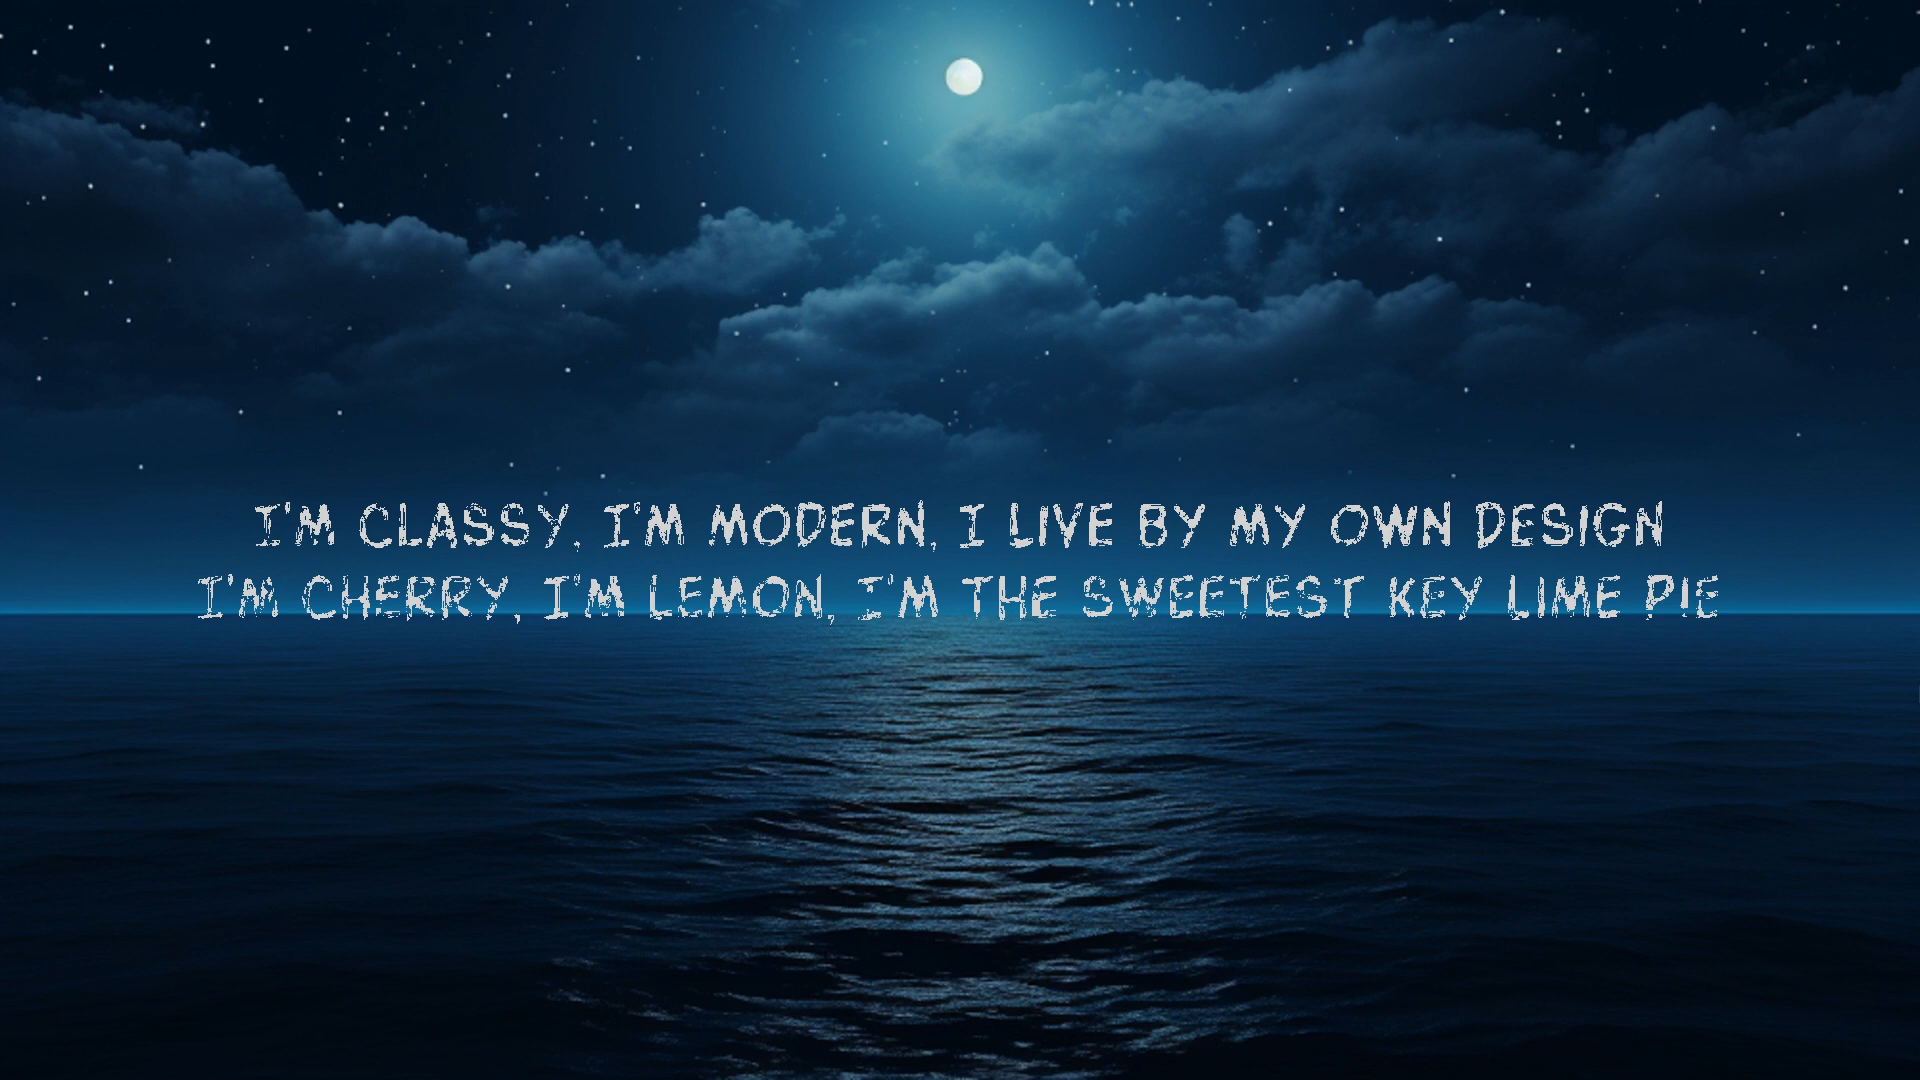 I'M CLASSY, I'M MODERN, I LIVE BY MY OWN DESIGN
I'M CHERRY, I'M LEMON, I'M THE SWEETEST KEY LIME PIE